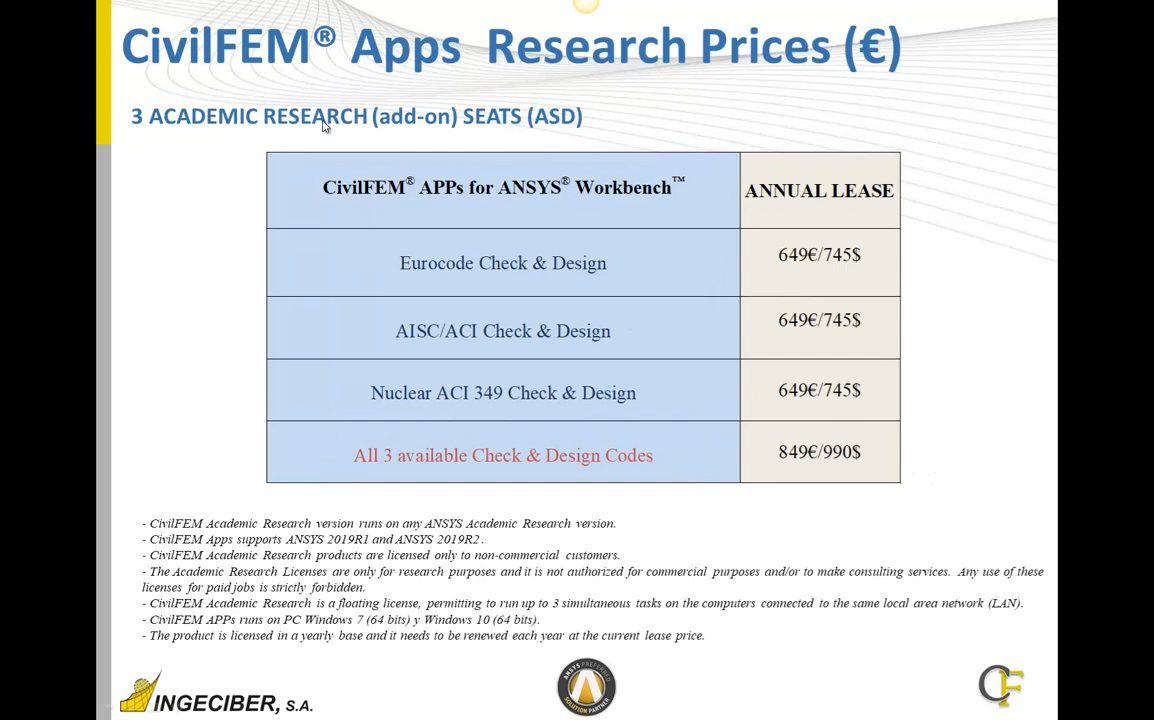 CivilFEM® Apps Research Prices (€)
3 ACADEMIC RESEARCH (add-on) SEATS (ASD)
CivilFEM® APPs for ANSYS® Workbench™
ANNUAL LEASE
Eurocode Check & Design
649€/745$
AISC/ACI Check & Design
649€/745$
Nuclear ACI 349 Check & Design
649€/745$
All 3 available Check & Design Codes
849€/990$
- CivilFEM Academic Research version runs on any ANSYS Academic Research version.
- CivilFEM Apps supports ANSYS 2019R1 and ANSYS 2019R2 .
- CivilFEM Academic Research products are licensed only to non-commercial customers.
- The Academic Research Licenses are only for research purposes and it is not authorized for commercial purposes and/or to make consulting services. Any use of these
licenses for paid jobs is strictly forbidden.
- CivilFEM Academic Research is a floating license, permitting to run up to 3 simultaneous tasks on the computers connected to the same local area network (LAN).
- CivilFEM APPs runs on PC Windows 7 (64 bits) y Windows 10 (64 bits).
- The product is licensed in a yearly base and it needs to be renewed each year at the current lease price.
INGECIBER, S.A.
ANSYS PREFERRED
SOLUTION PARTNER
CF